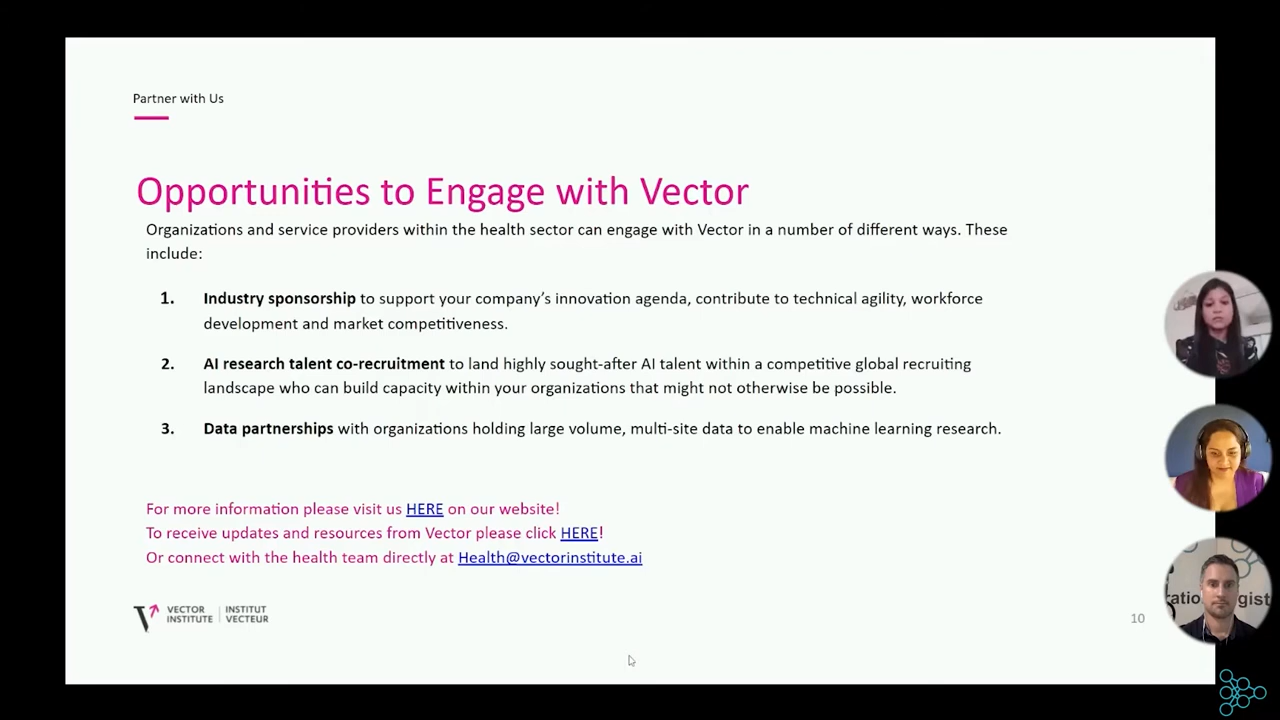 Partner with Us
Opportunities to Engage with Vector
Organizations and service providers within the health sector can engage with Vector in a number of different ways. These
include:
1. Industry sponsorship to support your company’s innovation agenda, contribute to technical agility, workforce
development and market competitiveness.
2. AI research talent co-recruitment to land highly sought-after AI talent within a competitive global recruiting
landscape who can build capacity within your organizations that might not otherwise be possible.
3. Data partnerships with organizations holding large volume, multi-site data to enable machine learning research.
For more information please visit us HERE on our website!
To receive updates and resources from Vector please click HERE!
Or connect with the health team directly at Health@vectorinstitute.ai
VECTOR INSTITUT
INSTITUTE VECTEUR
10